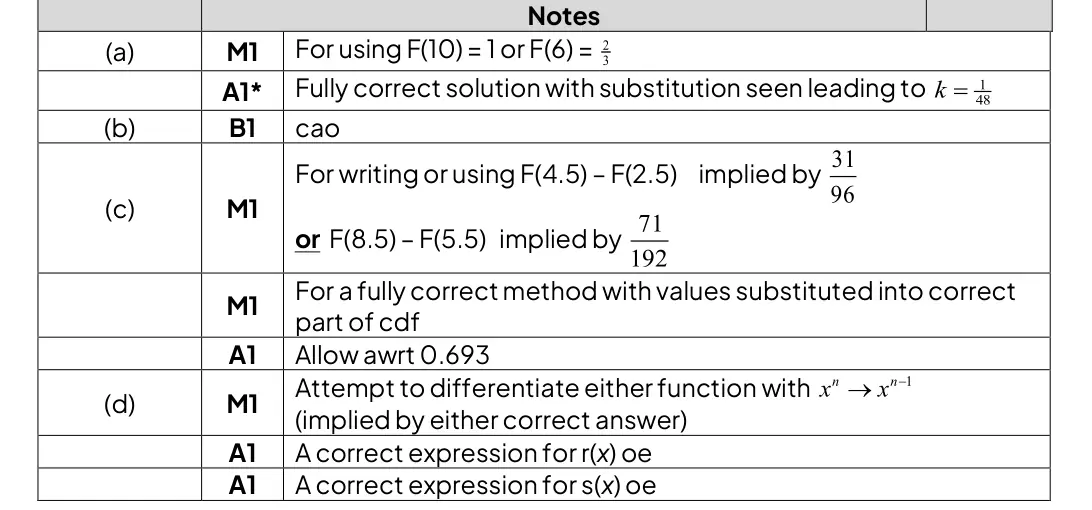 Notes
(a) M1 For using F(10) = 1 or F(6) = 2/3
A1* Fully correct solution with substitution seen leading to k = 1/48
(b) B1 cao
(c) M1 For writing or using F(4.5) – F(2.5) implied by 31/96
or F(8.5) – F(5.5) implied by 71/192
M1 For a fully correct method with values substituted into correct
part of cdf
A1 Allow awrt 0.693
(d) M1 Attempt to differentiate either function with xⁿ → xⁿ⁻¹
(implied by either correct answer)
A1 A correct expression for r(x) oe
A1 A correct expression for s(x) oe